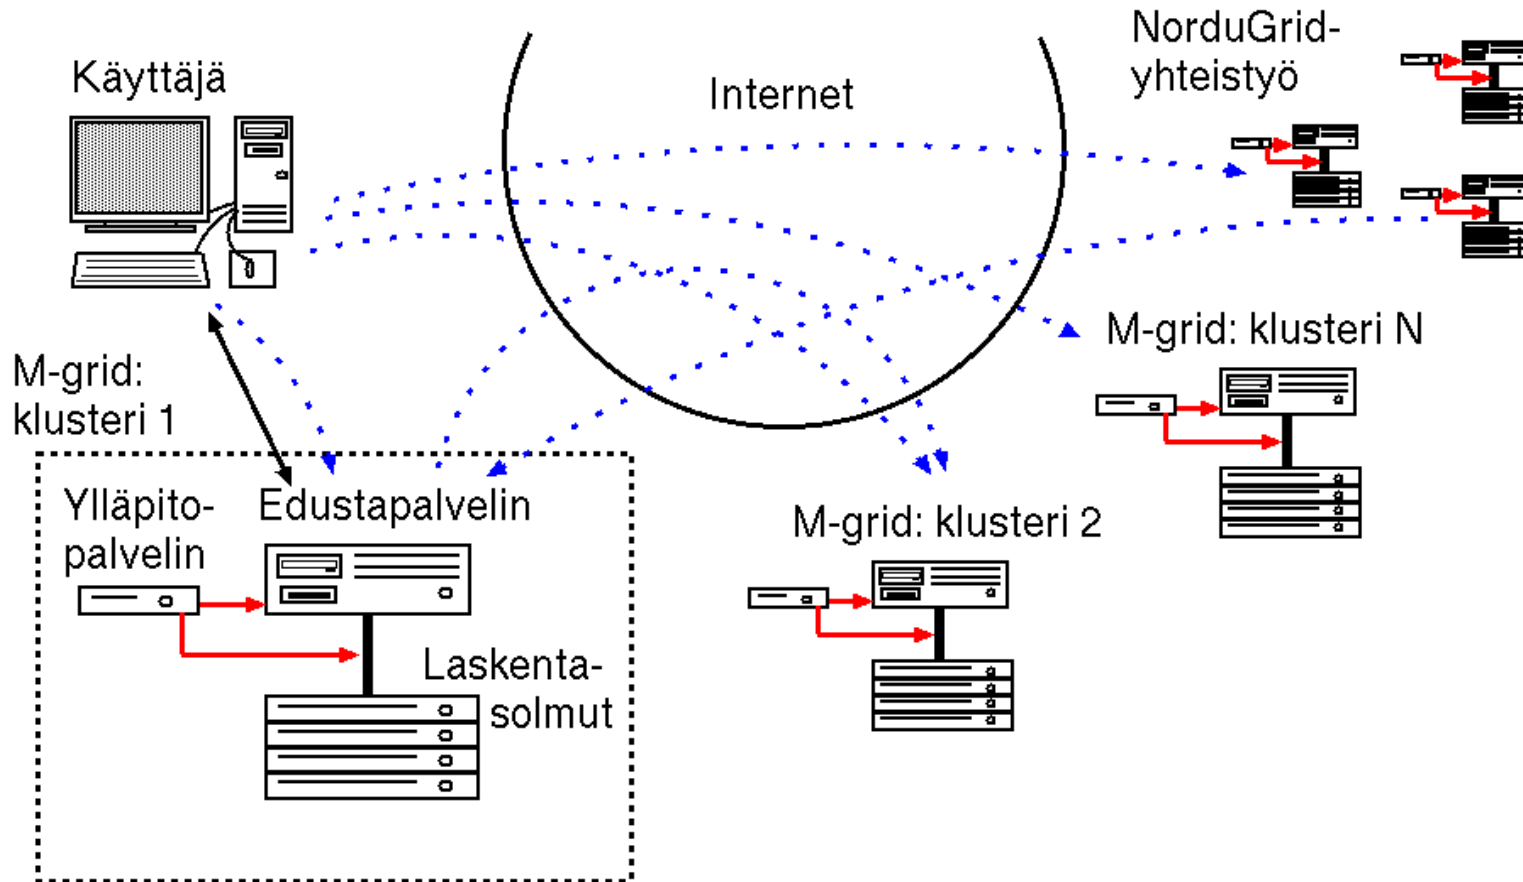 Käyttäjä
Internet
NorduGrid-
yhteistyö
M-grid: klusteri N
M-grid:
klusteri 1
Ylläpito-
palvelin
Edustapalvelin
M-grid: klusteri 2
Laskenta-
solmut